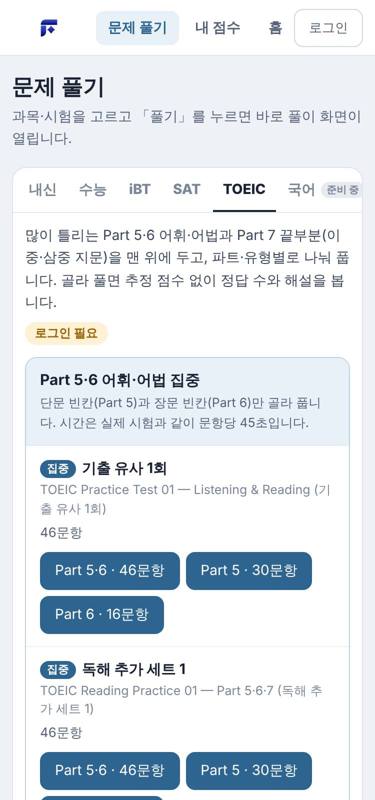 문제 풀기 내 점수 홈 로그인
문제 풀기
과목·시험을 고르고 「풀기」를 누르면 바로 풀이 화면이
열립니다.
내신 수능 iBT SAT TOEIC 국어 준비 중
많이 틀리는 Part 5·6 어휘·어법과 Part 7 끝부분(이
중·삼중 지문)을 맨 위에 두고, 파트·유형별로 나눠 풉
니다. 골라 풀면 추정 점수 없이 정답 수와 해설을 봅
니다.
로그인 필요
Part 5·6 어휘·어법 집중
단문 빈칸(Part 5)과 장문 빈칸(Part 6)만 골라 풉니
다. 시간은 실제 시험과 같이 문항당 45초입니다.
집중 기출 유사 1회
TOEIC Practice Test 01 — Listening & Reading (기
출 유사 1회)
46문항
Part 5·6 · 46문항 Part 5 · 30문항
Part 6 · 16문항
집중 독해 추가 세트 1
TOEIC Reading Practice 01 — Part 5·6·7 (독해 추
가 세트 1)
46문항
Part 5·6 · 46문항 Part 5 · 30문항